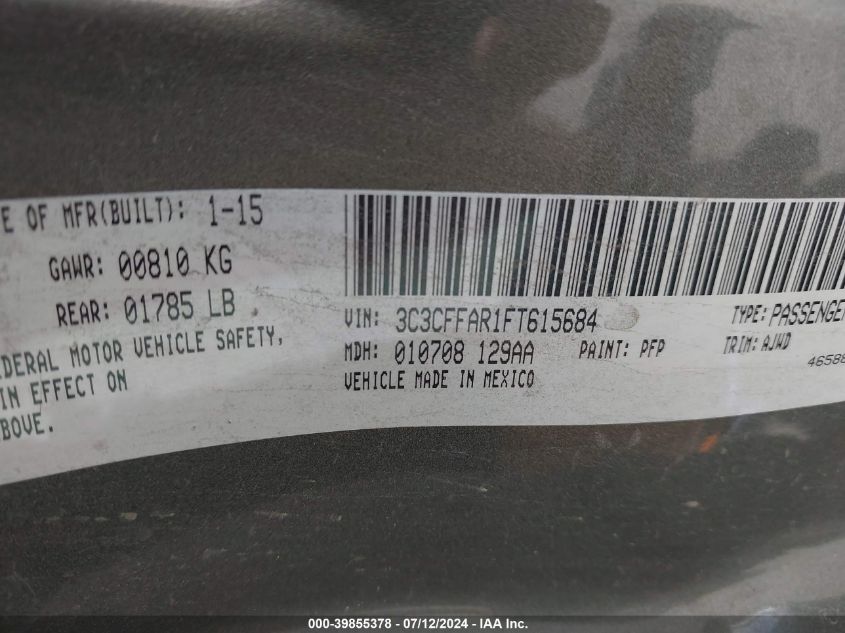 E OF MFR(BUILT): 1-15
GAWR: 00810 KG
REAR: 01785 LB
EDERAL MOTOR VEHICLE SAFETY,
IN EFFECT ON
BOVE.
VIN: 3C3CFFAR1FT615684
TYPE: PASSENGER
MDH: 010708 129AA PAINT: PFP TRIM: AJWD
VEHICLE MADE IN MEXICO
46588
000-39855378 - 07/12/2024 - IAA Inc.